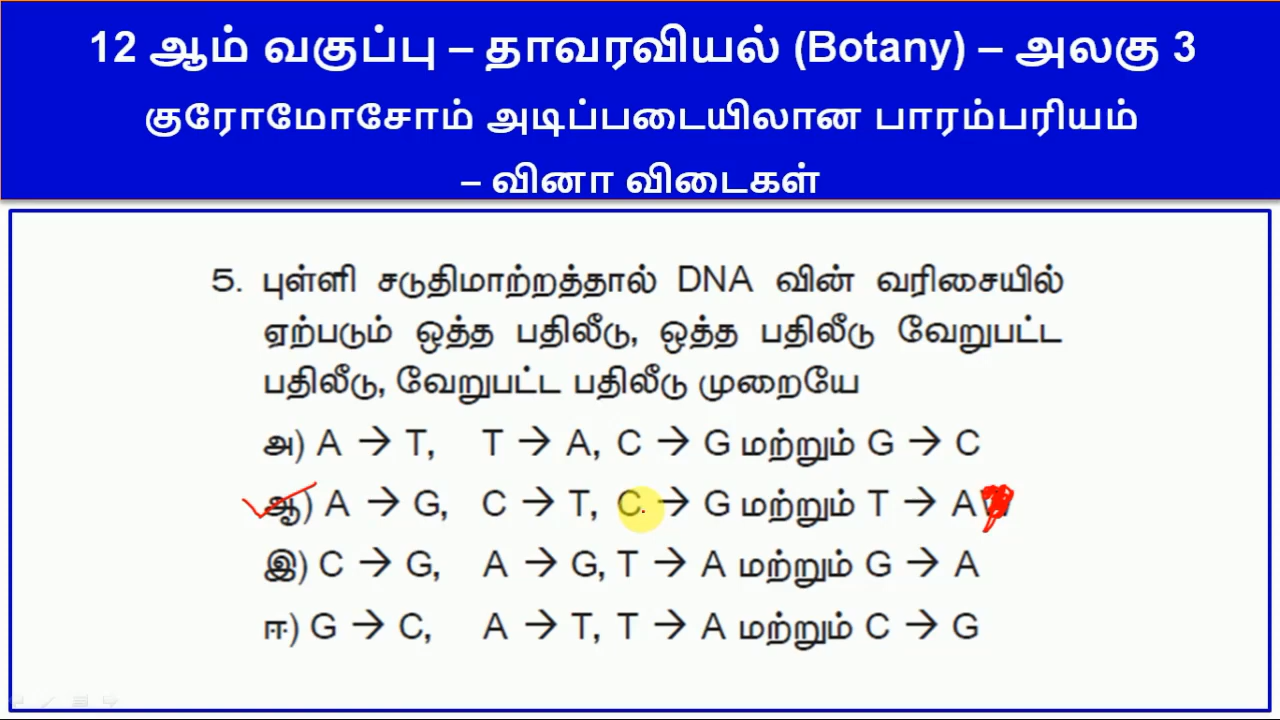 12 ஆம் வகுப்பு – தாவரவியல் (Botany) – அலகு 3
குரோமோசோம் அடிப்படையிலான பாரம்பரியம்
– வினா விடைகள்
5. புள்ளி சடுதிமாற்றத்தால் DNA வின் வரிசையில்
ஏற்படும் ஒத்த பதிலீடு, ஒத்த பதிலீடு வேறுபட்ட
பதிலீடு, வேறுபட்ட பதிலீடு முறையே
அ) A → T, T → A, C → G மற்றும் G → C
ஆ) A → G, C → T, C → G மற்றும் T → A
இ) C → G, A → G, T → A மற்றும் G → A
ஈ) G → C, A → T, T → A மற்றும் C → G